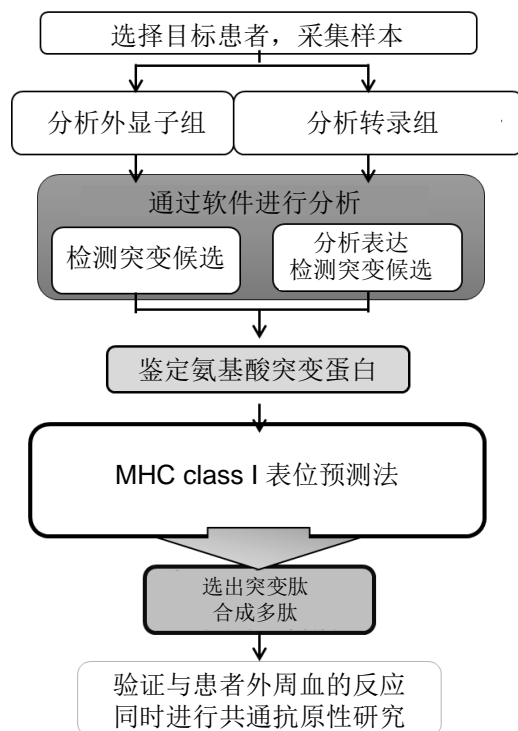 选择目标患者，采集样本
分析外显子组
分析转录组
通过软件进行分析
检测突变候选
分析表达
检测突变候选
鉴定氨基酸突变蛋白
MHC class I 表位预测法
选出突变肽
合成多肽
验证与患者外周血的反应
同时进行共通抗原性研究